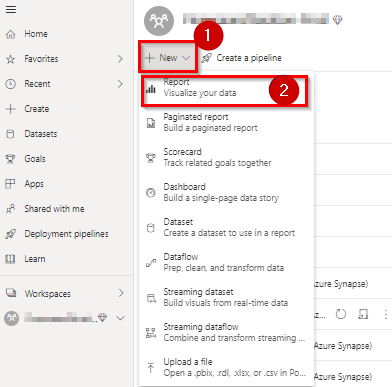 Home
Favorites
Recent
Create
Datasets
Goals
Apps
Shared with me
Deployment pipelines
Learn
Workspaces
1
New
Create a pipeline
Report
Visualize your data
2
Paginated report
Build a paginated report
Scorecard
Track related goals together
Dashboard
Build a single-page data story
Dataset
Create a dataset to use in a report
Dataflow
Prep, clean, and transform data
Streaming dataset
Build visuals from real-time data
Streaming dataflow
Combine and transform streaming ...
Upload a file
Open a .pbix, .rdl, .xlsx, or .csv in Po...
Azure Synapse)
Azure Synapse)
Azure Synapse)